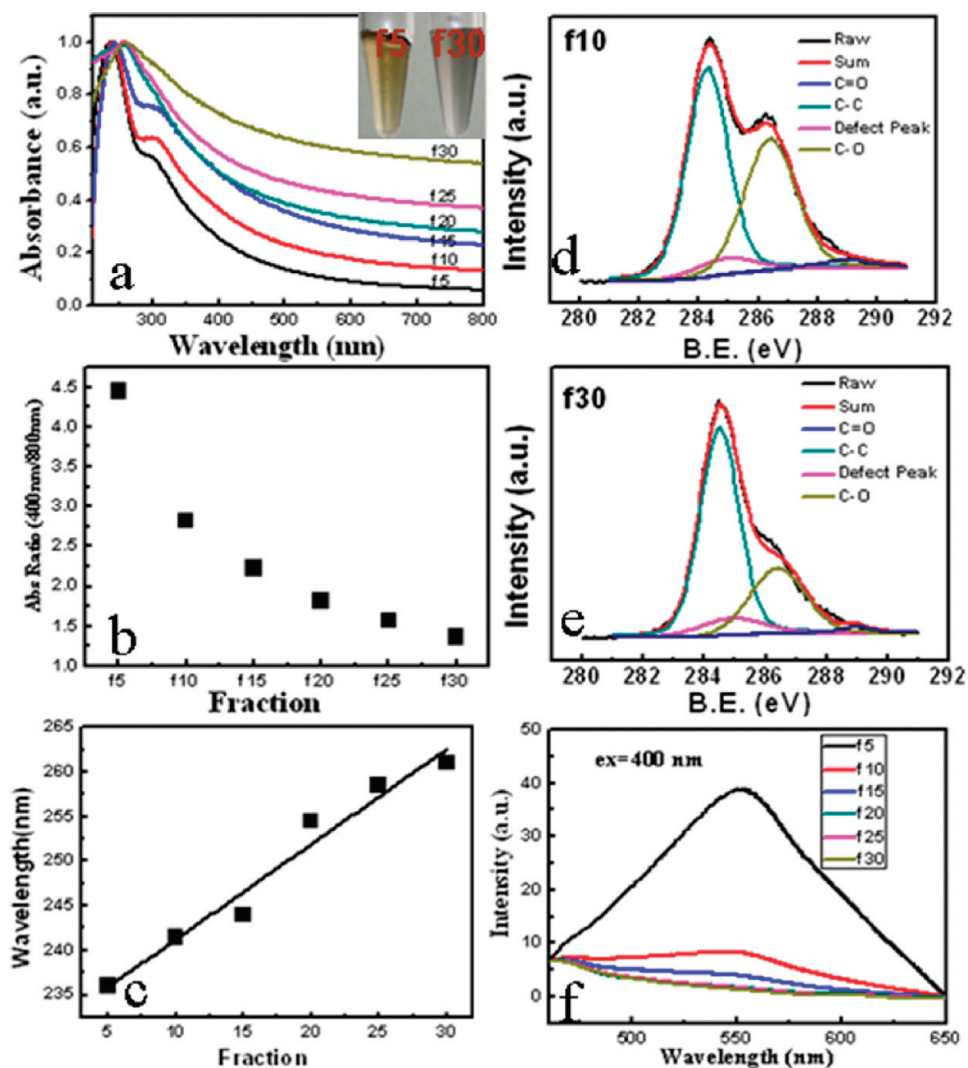 f5 f30
Absorbance (a.u.)
1.0
0.8
0.6
0.4
0.2
0.0
f30
f25
f20
f15
f10
f5
a
300 400 500 600 700 800
Wavelength (nm)
f10
Raw
Sum
C=O
C-C
Defect Peak
C-O
Intensity (a.u.)
d
280 282 284 286 288 290 292
B.E. (eV)
Abs Ratio (400nm/800nm)
4.5
4.0
3.5
3.0
2.5
2.0
1.5
1.0
b
f5 f10 f15 f20 f25 f30
Fraction
f30
Raw
Sum
C=O
C-C
Defect Peak
C-O
Intensity (a.u.)
e
280 282 284 286 288 290 292
B.E. (eV)
Wavelength(nm)
265
260
255
250
245
240
235
c
5 10 15 20 25 30
Fraction
ex=400 nm
f5
f10
f15
f20
f25
f30
Intensity (a.u.)
50
40
30
20
10
0
f
500 550 600 650
Wavelength (nm)